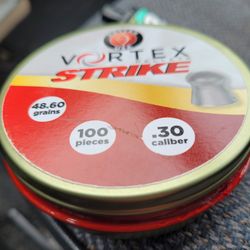 VORTEX
STRIKE
48.60
grains
100
pieces
.30
caliber